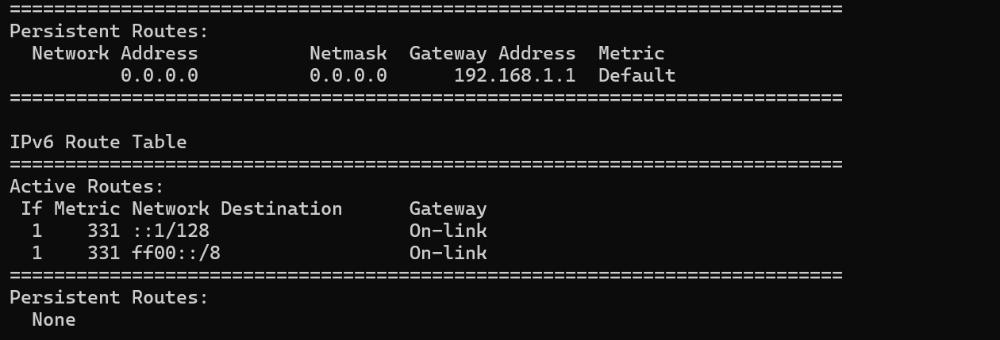 ===========================================================================
Persistent Routes:
  Network Address          Netmask  Gateway Address  Metric
          0.0.0.0          0.0.0.0      192.168.1.1  Default
===========================================================================

IPv6 Route Table
===========================================================================
Active Routes:
 If Metric Network Destination      Gateway
  1    331 ::1/128                  On-link
  1    331 ff00::/8                 On-link
===========================================================================
Persistent Routes:
  None